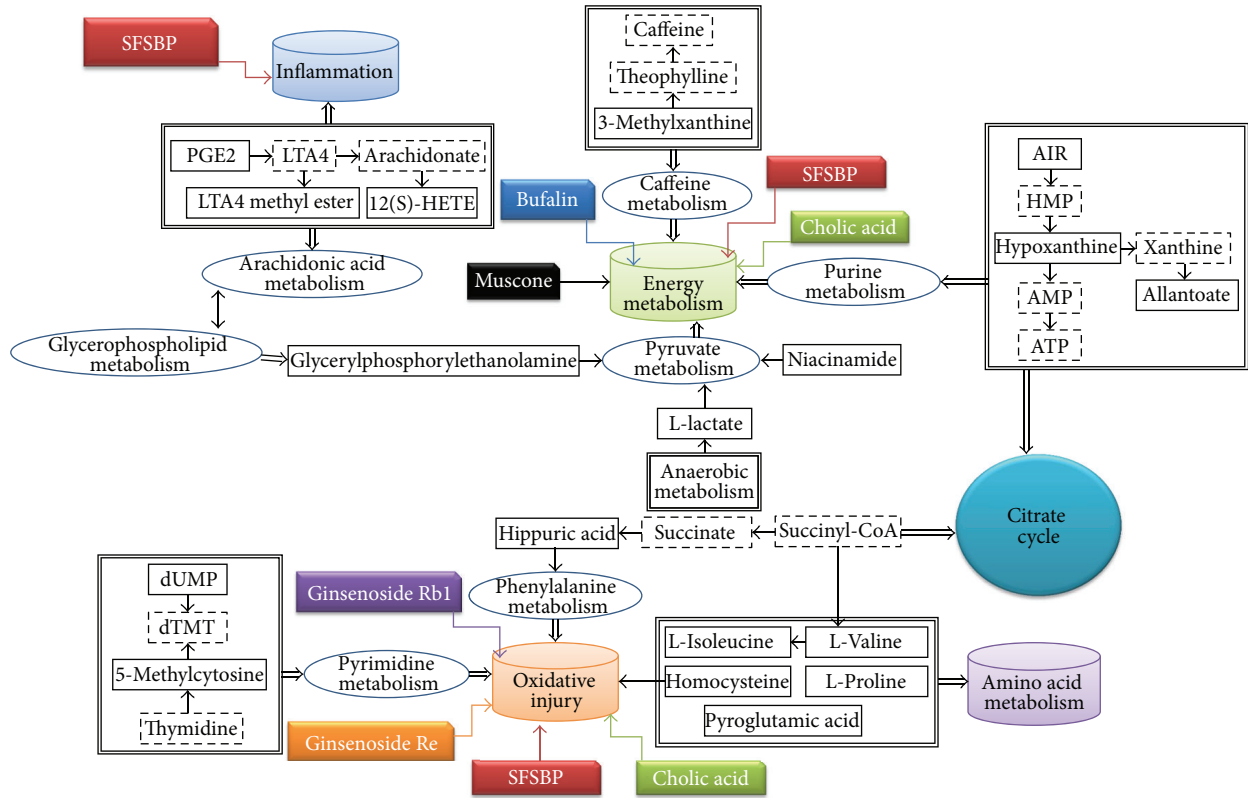 SFSBP
Inflammation
PGE2
LTA4
Arachidonate
LTA4 methyl ester
12(S)-HETE
Arachidonic acid
metabolism
Glycerophospholipid
metabolism
Glycerylphosphorylethanolamine
Caffeine
Theophylline
3-Methylxanthine
Caffeine
metabolism
SFSBP
Bufalin
Cholic acid
Muscone
Energy
metabolism
Purine
metabolism
Pyruvate
metabolism
Niacinamide
L-lactate
Anaerobic
metabolism
AIR
HMP
Hypoxanthine
Xanthine
AMP
Allantoate
ATP
Citrate
cycle
Hippuric acid
Succinate
Succinyl-CoA
Phenylalanine
metabolism
dUMP
dTMT
5-Methylcytosine
Thymidine
Pyrimidine
metabolism
Ginsenoside Rb1
Oxidative
injury
Ginsenoside Re
SFSBP
Cholic acid
L-Isoleucine
L-Valine
Homocysteine
L-Proline
Pyroglutamic acid
Amino acid
metabolism